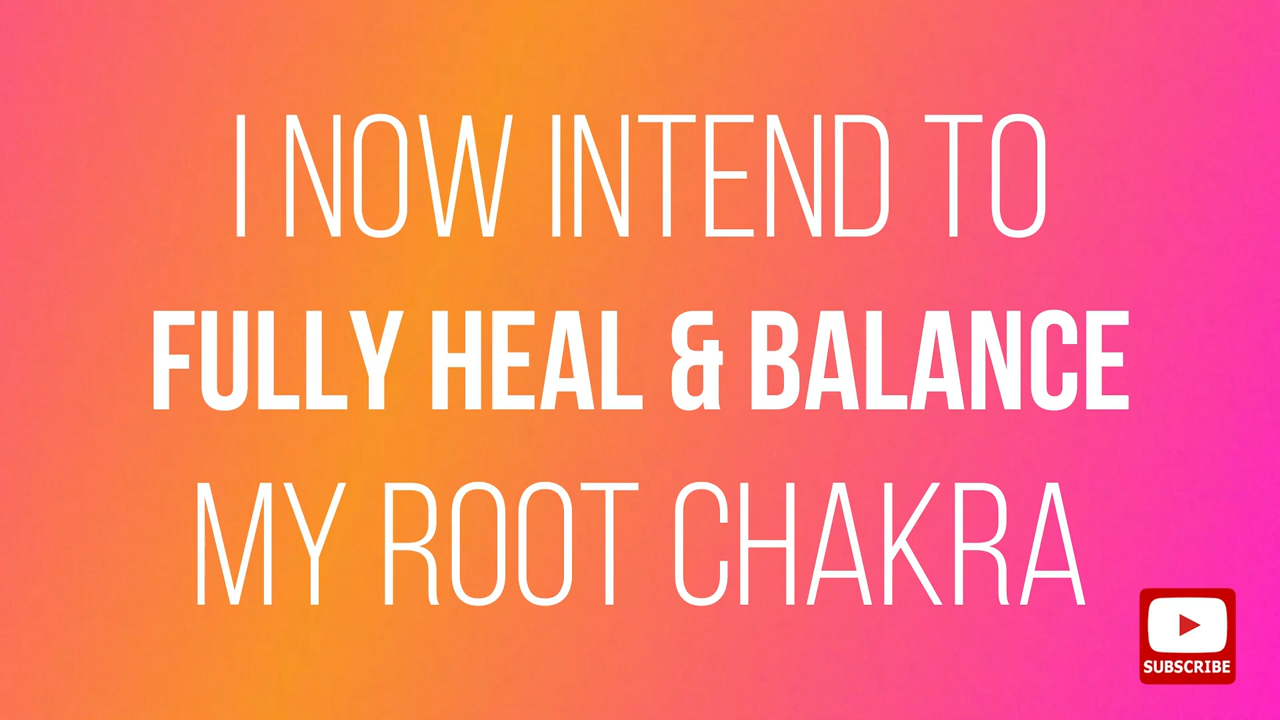 I NOW INTEND TO
FULLY HEAL & BALANCE
MY ROOT CHAKRA
SUBSCRIBE